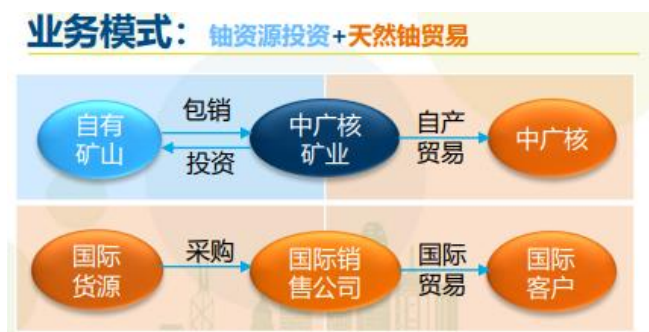 业务模式：铀资源投资+天然铀贸易
自有
矿山
包销
投资
中广核
矿业
自产
贸易
中广核
国际
货源
采购
国际销
售公司
国际
贸易
国际
客户